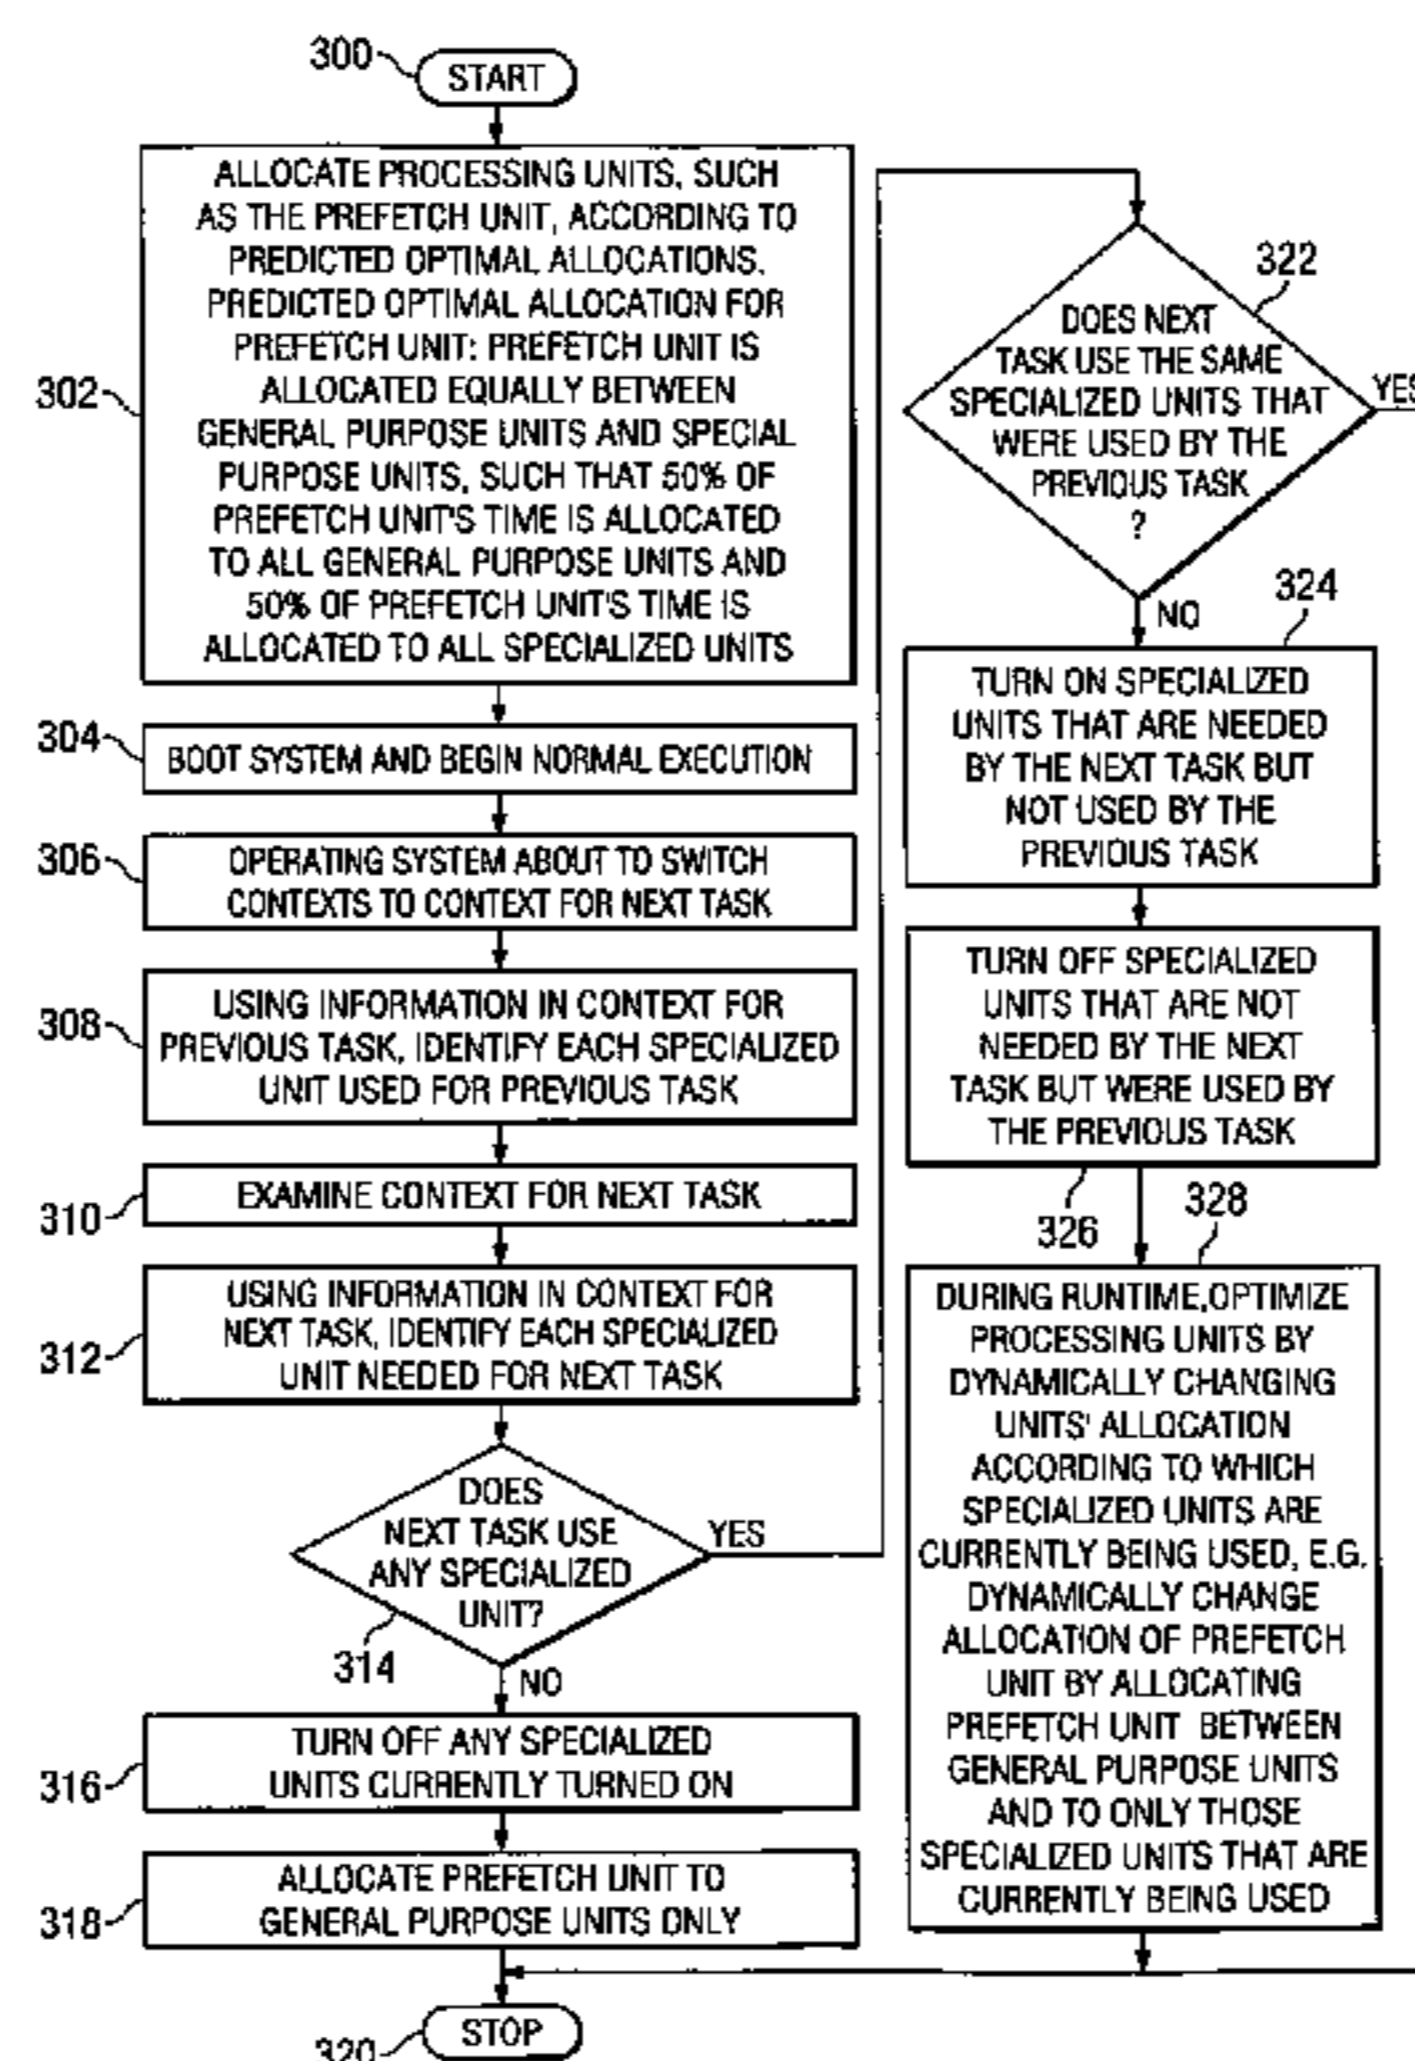 300
START
ALLOCATE PROCESSING UNITS, SUCH
AS THE PREFETCH UNIT, ACCORDING TO
PREDICTED OPTIMAL ALLOCATIONS.
PREDICTED OPTIMAL ALLOCATION FOR
PREFETCH UNIT: PREFETCH UNIT IS
ALLOCATED EQUALLY BETWEEN
GENERAL PURPOSE UNITS AND SPECIAL
PURPOSE UNITS, SUCH THAT 50% OF
PREFETCH UNIT'S TIME IS ALLOCATED
TO ALL GENERAL PURPOSE UNITS AND
50% OF PREFETCH UNIT'S TIME IS
ALLOCATED TO ALL SPECIALIZED UNITS
302
304
BOOT SYSTEM AND BEGIN NORMAL EXECUTION
306
OPERATING SYSTEM ABOUT TO SWITCH
CONTEXTS TO CONTEXT FOR NEXT TASK
308
USING INFORMATION IN CONTEXT FOR
PREVIOUS TASK, IDENTIFY EACH SPECIALIZED
UNIT USED FOR PREVIOUS TASK
310
EXAMINE CONTEXT FOR NEXT TASK
312
USING INFORMATION IN CONTEXT FOR
NEXT TASK, IDENTIFY EACH SPECIALIZED
UNIT NEEDED FOR NEXT TASK
DOES
NEXT TASK USE
ANY SPECIALIZED
UNIT?
YES
314
NO
316
TURN OFF ANY SPECIALIZED
UNITS CURRENTLY TURNED ON
318
ALLOCATE PREFETCH UNIT TO
GENERAL PURPOSE UNITS ONLY
320
STOP
322
DOES NEXT
TASK USE THE SAME
SPECIALIZED UNITS THAT
WERE USED BY THE
PREVIOUS TASK
?
YES
NO
324
TURN ON SPECIALIZED
UNITS THAT ARE NEEDED
BY THE NEXT TASK BUT
NOT USED BY THE
PREVIOUS TASK
TURN OFF SPECIALIZED
UNITS THAT ARE NOT
NEEDED BY THE NEXT
TASK BUT WERE USED BY
THE PREVIOUS TASK
326
328
DURING RUNTIME,OPTIMIZE
PROCESSING UNITS BY
DYNAMICALLY CHANGING
UNITS' ALLOCATION
ACCORDING TO WHICH
SPECIALIZED UNITS ARE
CURRENTLY BEING USED, E.G.
DYNAMICALLY CHANGE
ALLOCATION OF PREFETCH
UNIT BY ALLOCATING
PREFETCH UNIT BETWEEN
GENERAL PURPOSE UNITS
AND TO ONLY THOSE
SPECIALIZED UNITS THAT ARE
CURRENTLY BEING USED